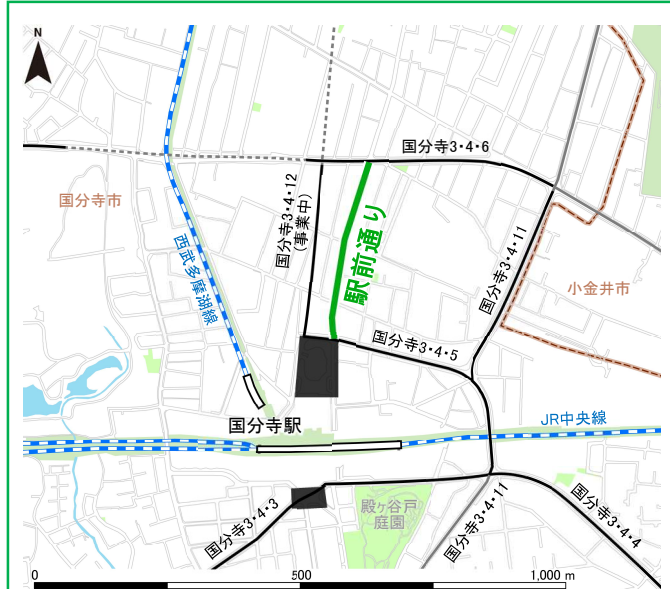 N
国分寺3・4・6
国分寺市
国分寺3・4・12
(事業中)
駅前通り
西武多摩湖線
国分寺3・4・11
小金井市
国分寺3・4・5
国分寺駅
JR中央線
殿ヶ谷戸
庭園
国分寺3・4・3
国分寺3・4・11
国分寺3・4・4
0 500 1,000 m